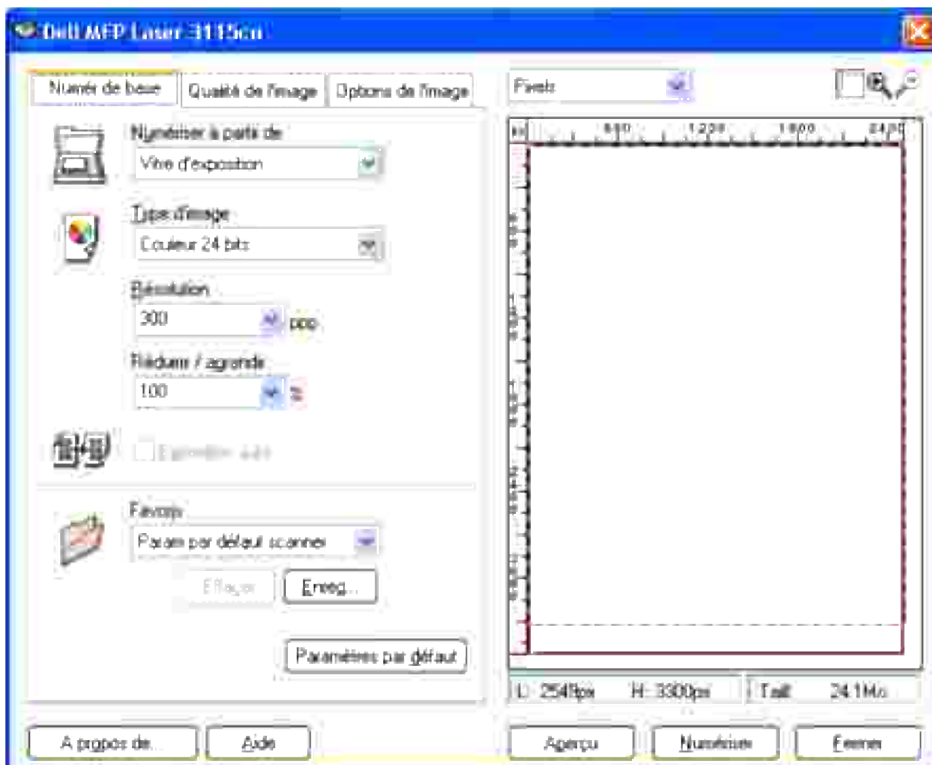 Dell MFP Laser 3115cn
Numér de base
Qualité de l'image
Options de l'image
Numériser à partir de
Vitre d'exposition
Type d'image
Couleur 24 bits
Résolution
300
ppp
Réduire / agrandir
100
%
Favoris
Param par défaut scanner
Effacer
Enreg...
Paramètres par défaut
A propos de...
Aide
Pixels
600 1200 1800 2400
L: 2549px H: 3300px Taill: 24.1Mo
Aperçu
Numériser
Fermer